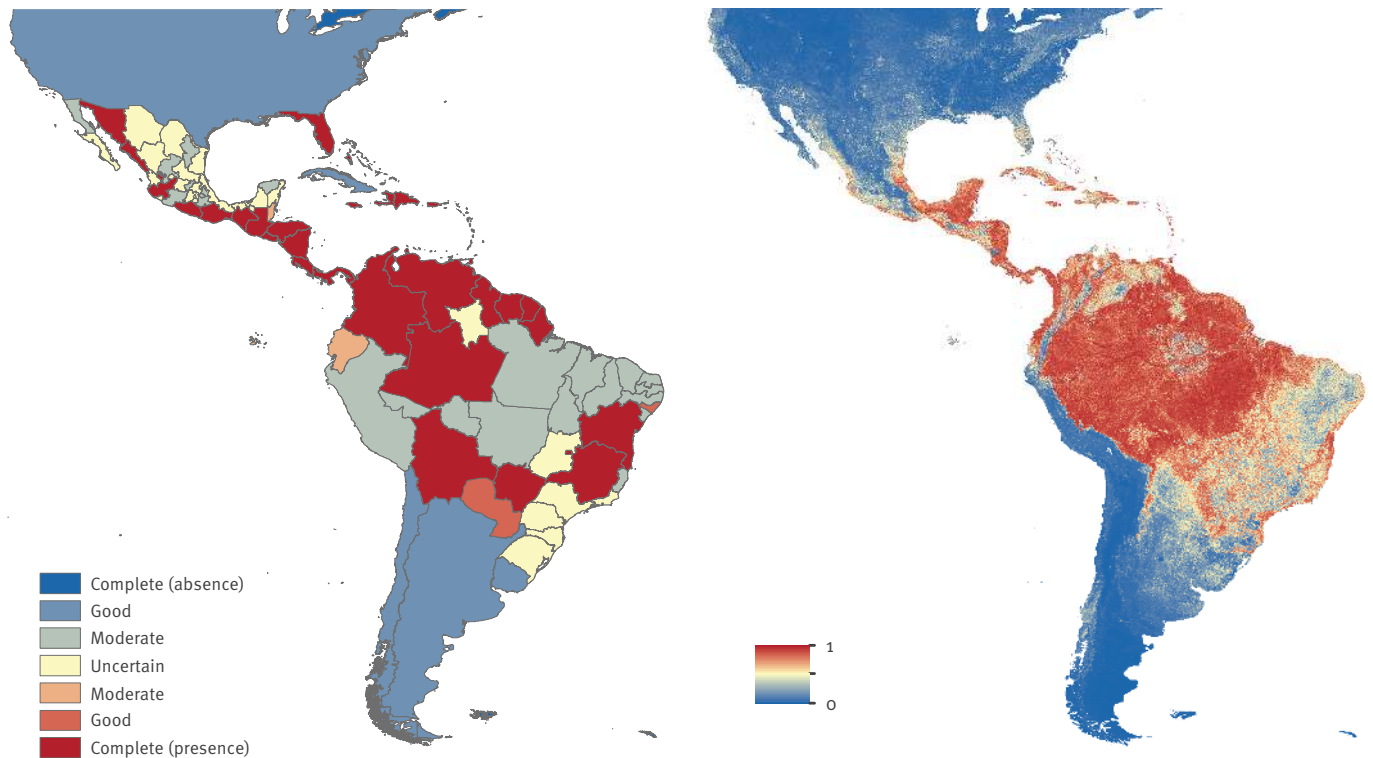 Complete (absence)
Good
Moderate
Uncertain
Moderate
Good
Complete (presence)
1
0